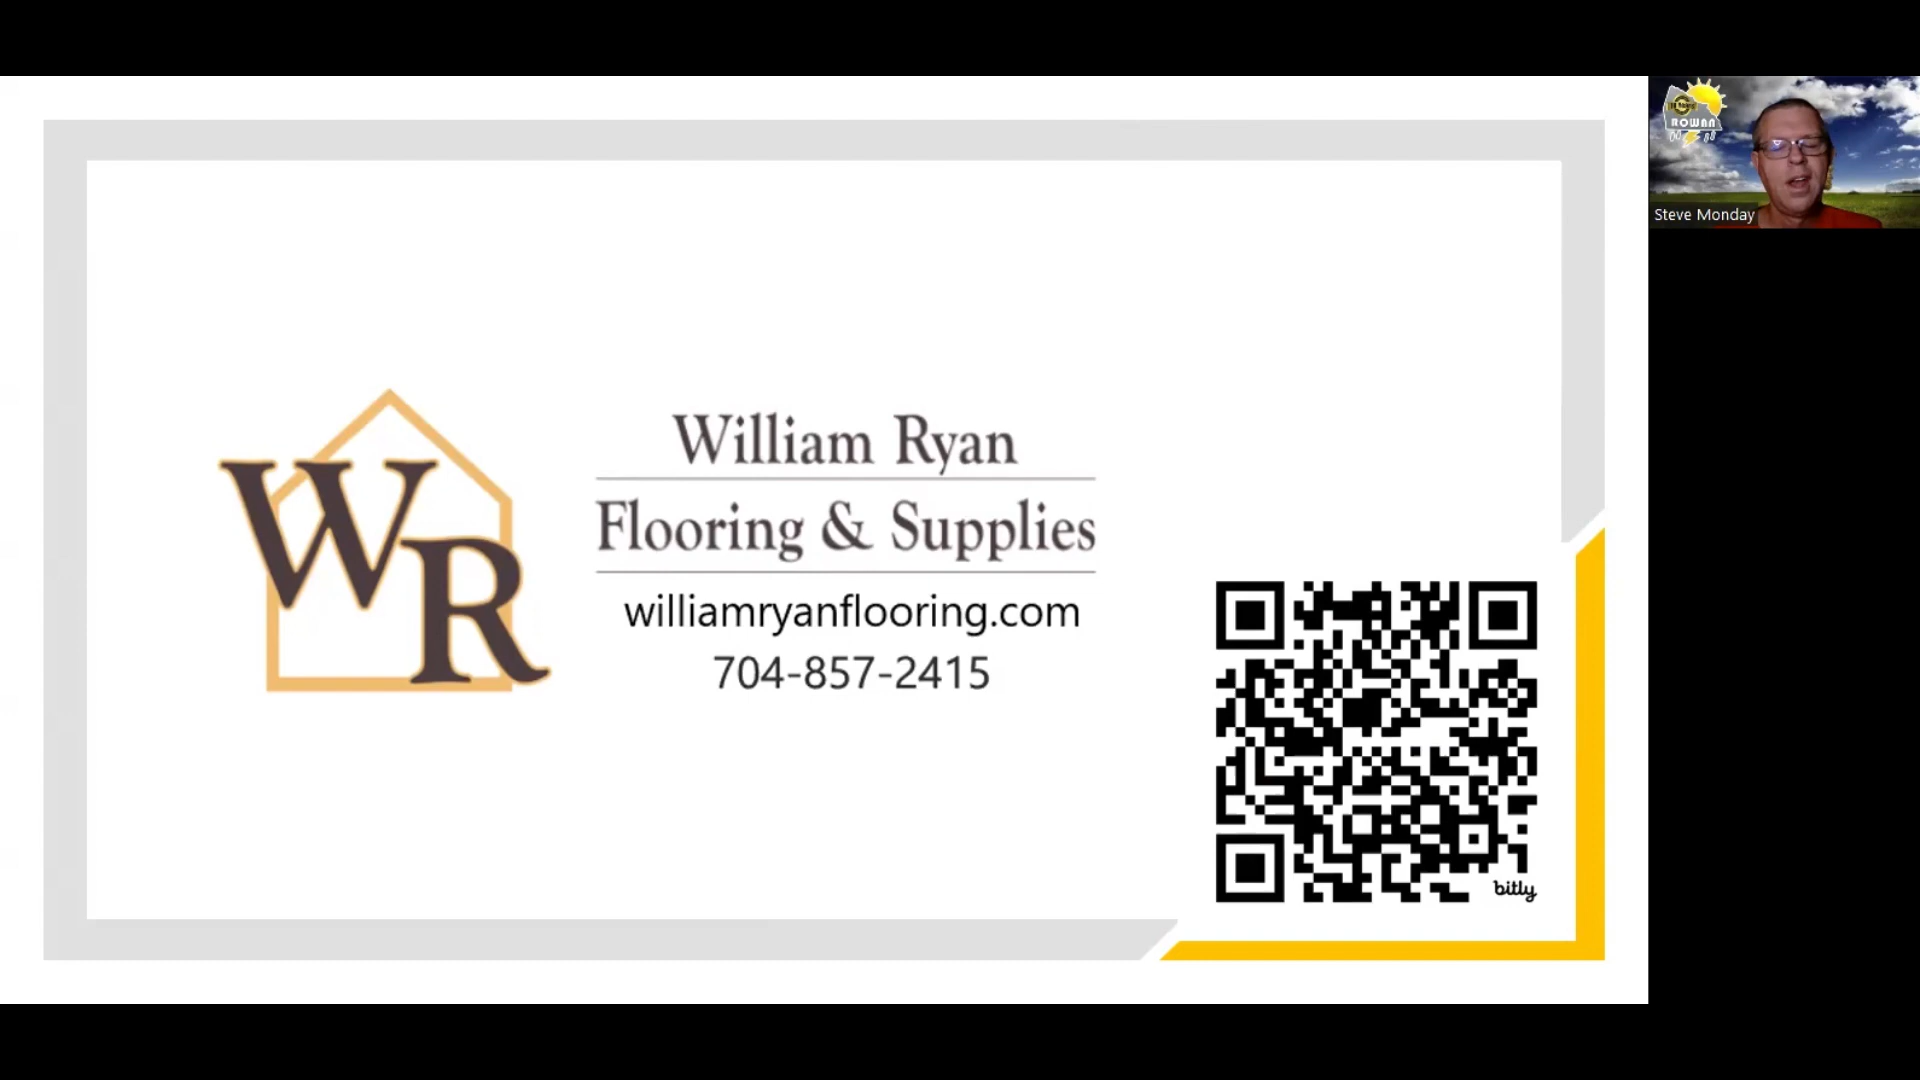 William Ryan
Flooring & Supplies
williamryanflooring.com
704-857-2415
WR
bitly
ROWAN
Steve Monday